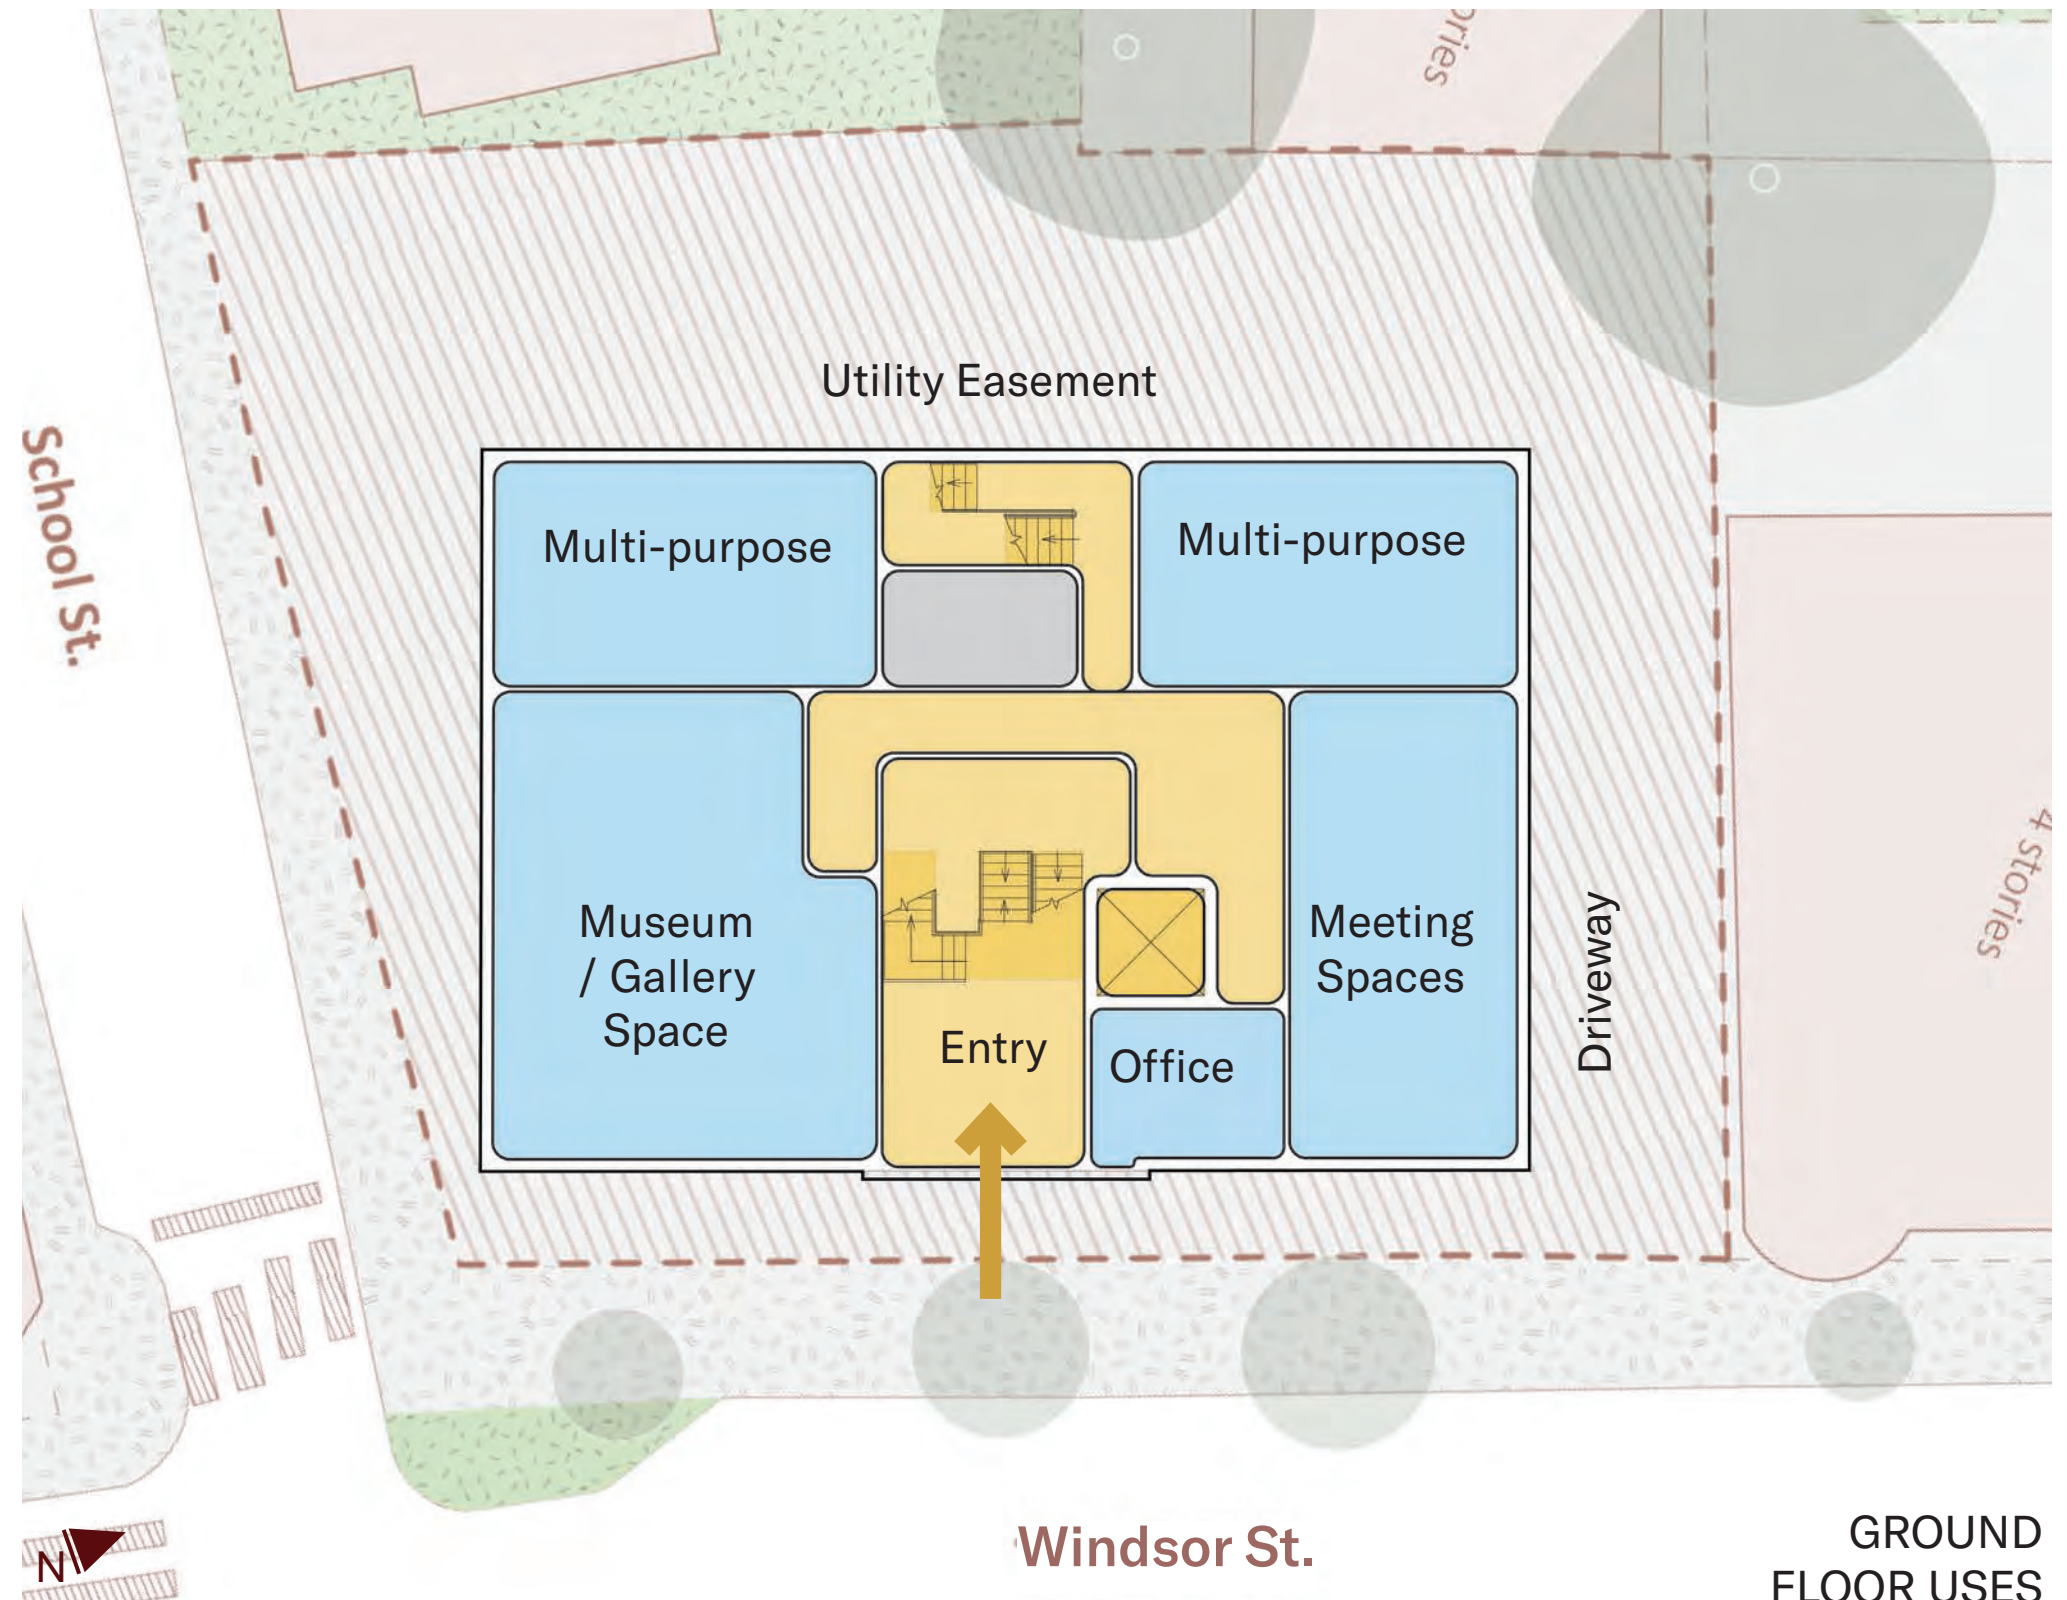 ories
Utility Easement
School St.
Multi-purpose
Multi-purpose
Museum
/ Gallery
Space
Meeting
Spaces
Driveway
4 stories
Entry
Office
Windsor St.
N
GROUND
FLOOR USES